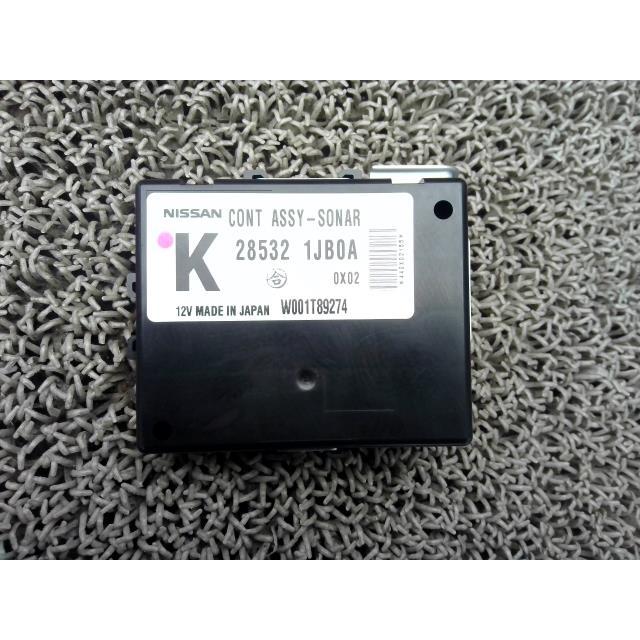 NISSAN CONT ASSY-SONAR
K 28532 1JB0A
0X02
12V MADE IN JAPAN W001T89274